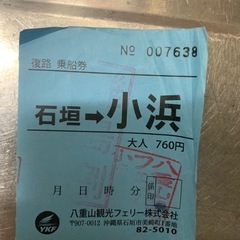 № 007638
復路 乗船券
石垣→小浜
大人 760円
月 日 時 分
YKF
八重山観光フェリー株式会社
〒907-0012 沖縄県石垣市美崎町1番地
82-5010